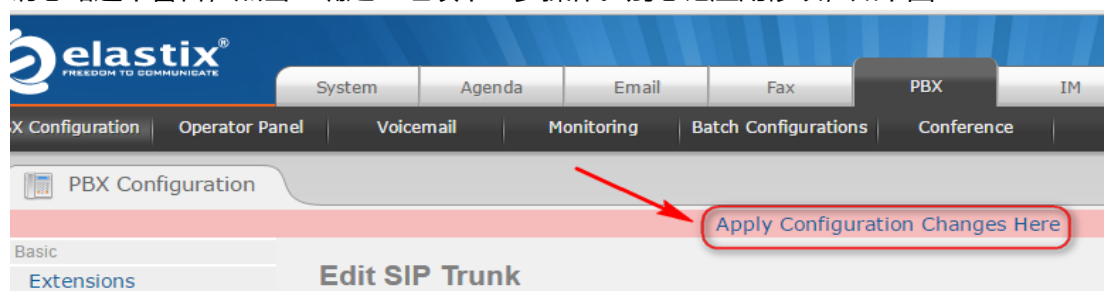 elastix®
FREEDOM TO COMMUNICATE
System Agenda Email Fax PBX IM
X Configuration Operator Panel Voicemail Monitoring Batch Configurations Conference
PBX Configuration
Apply Configuration Changes Here
Basic
Extensions
Edit SIP Trunk